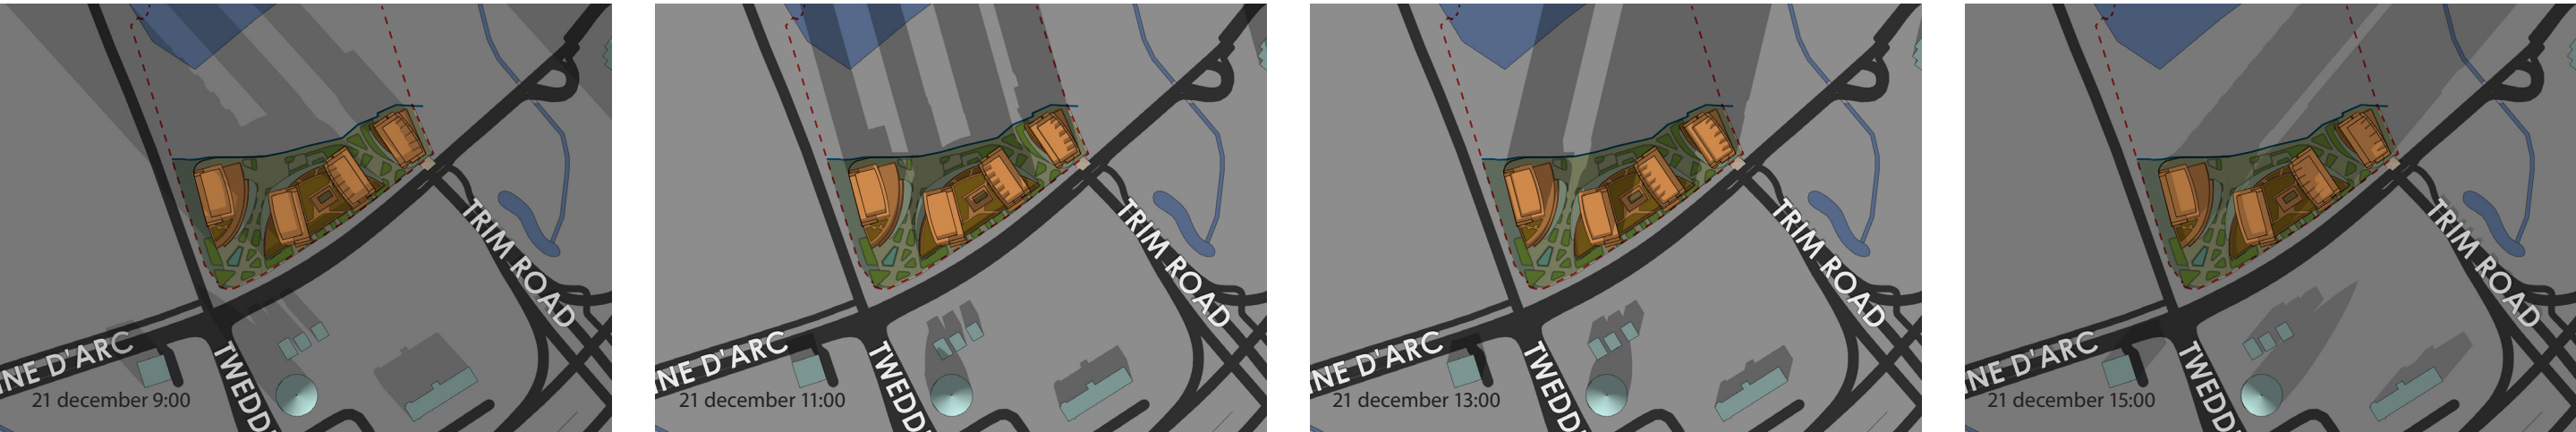 TRIM ROAD
NE D'ARC
TWEDD
21 december 9:00
TRIM ROAD
NE D'ARC
TWEDD
21 december 11:00
TRIM ROAD
NE D'ARC
TWEDD
21 december 13:00
TRIM ROAD
NE D'ARC
TWEDD
21 december 15:00